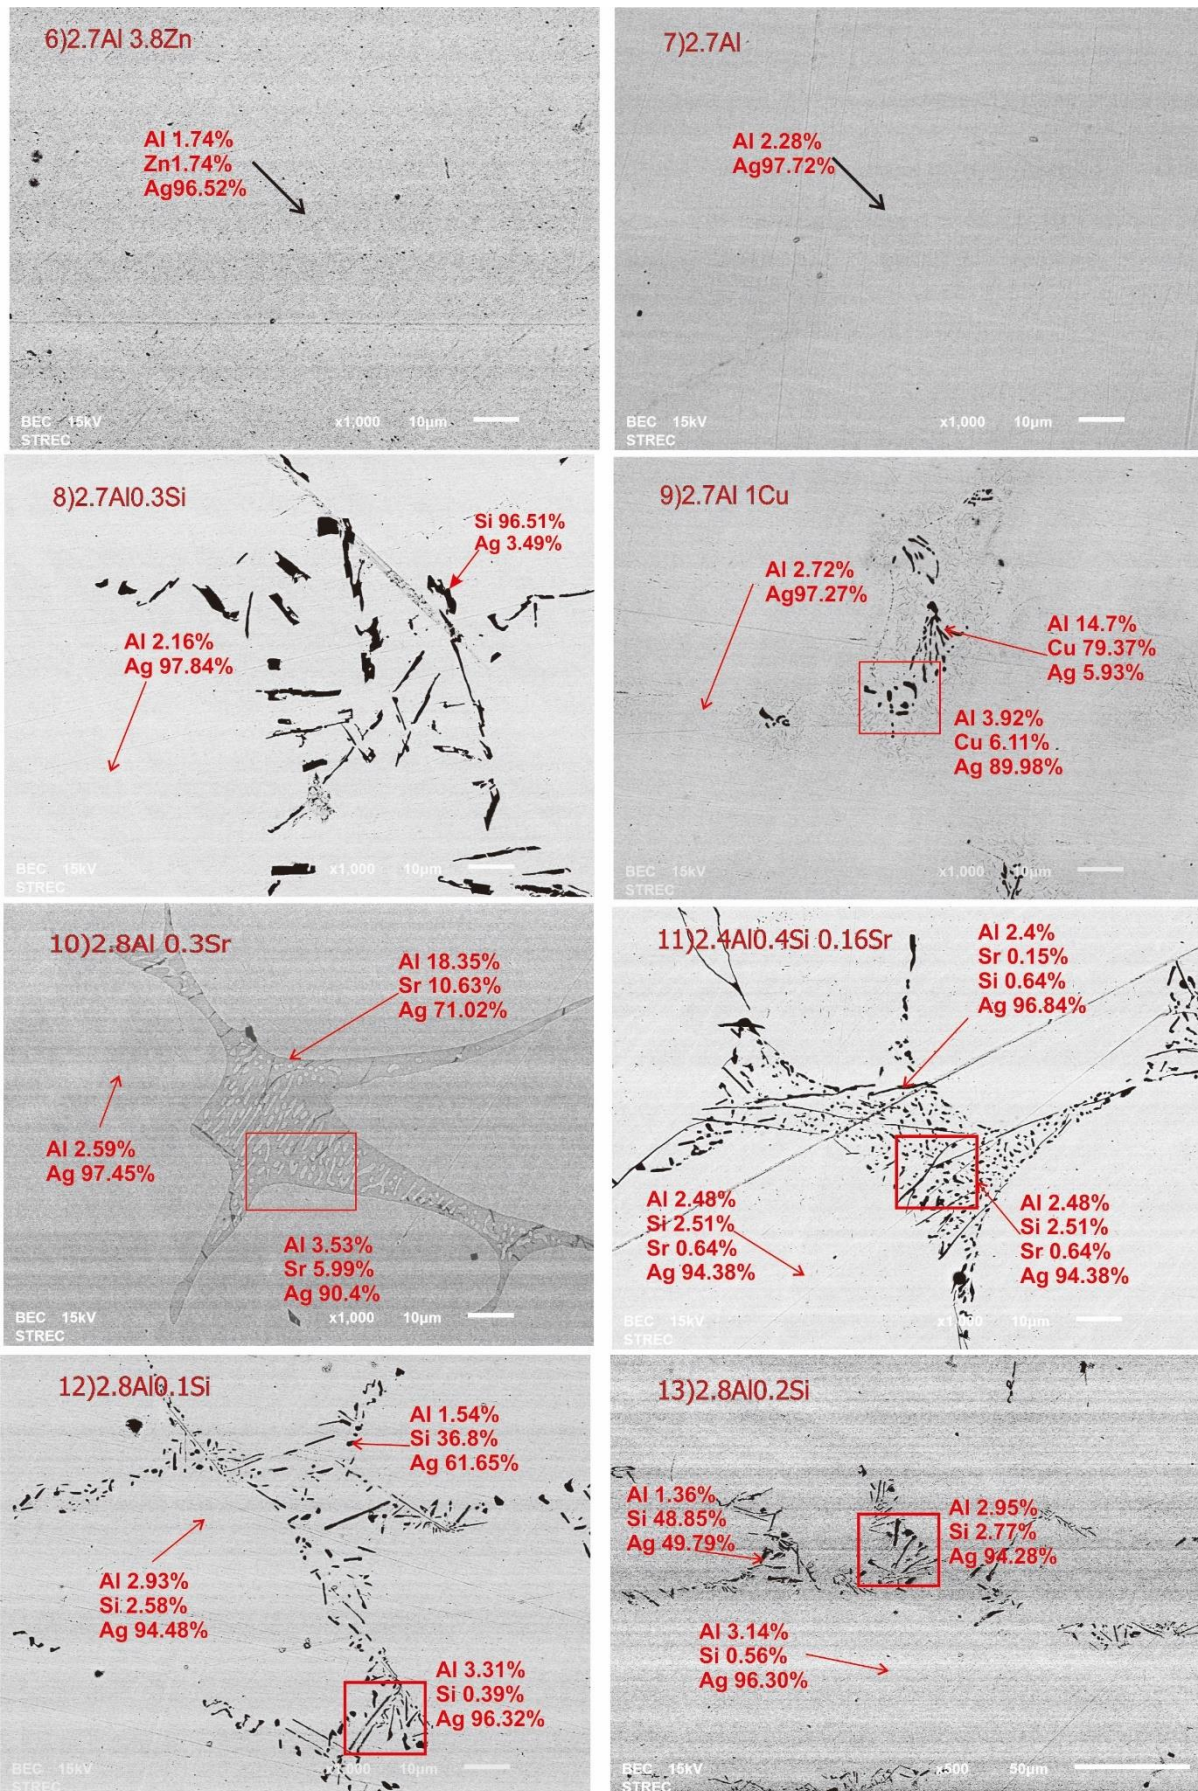 6)2.7Al 3.8Zn
Al 1.74%
Zn1.74%
Ag96.52%
BEC 15kV x1,000 10μm
STREC
7)2.7Al
Al 2.28%
Ag97.72%
BEC 15kV x1,000 10μm
STREC
8)2.7Al0.3Si
Si 96.51%
Ag 3.49%
Al 2.16%
Ag 97.84%
BEC 15kV x1,000 10μm
STREC
9)2.7Al 1Cu
Al 2.72%
Ag97.27%
Al 14.7%
Cu 79.37%
Ag 5.93%
Al 3.92%
Cu 6.11%
Ag 89.98%
BEC 15kV x1,000 10μm
STREC
10)2.8Al 0.3Sr
Al 18.35%
Sr 10.63%
Ag 71.02%
Al 2.59%
Ag 97.45%
Al 3.53%
Sr 5.99%
Ag 90.4%
BEC 15kV x1,000 10μm
STREC
11)2.4Al0.4Si 0.16Sr
Al 2.4%
Sr 0.15%
Si 0.64%
Ag 96.84%
Al 2.48%
Si 2.51%
Sr 0.64%
Ag 94.38%
Al 2.48%
Si 2.51%
Sr 0.64%
Ag 94.38%
BEC 15kV x1,000 10μm
STREC
12)2.8Al0.1Si
Al 1.54%
Si 36.8%
Ag 61.65%
Al 2.93%
Si 2.58%
Ag 94.48%
Al 3.31%
Si 0.39%
Ag 96.32%
BEC 15kV 10μm
STREC
13)2.8Al0.2Si
Al 1.36%
Si 48.85%
Ag 49.79%
Al 2.95%
Si 2.77%
Ag 94.28%
Al 3.14%
Si 0.56%
Ag 96.30%
BEC 15kV x500 50μm
STREC